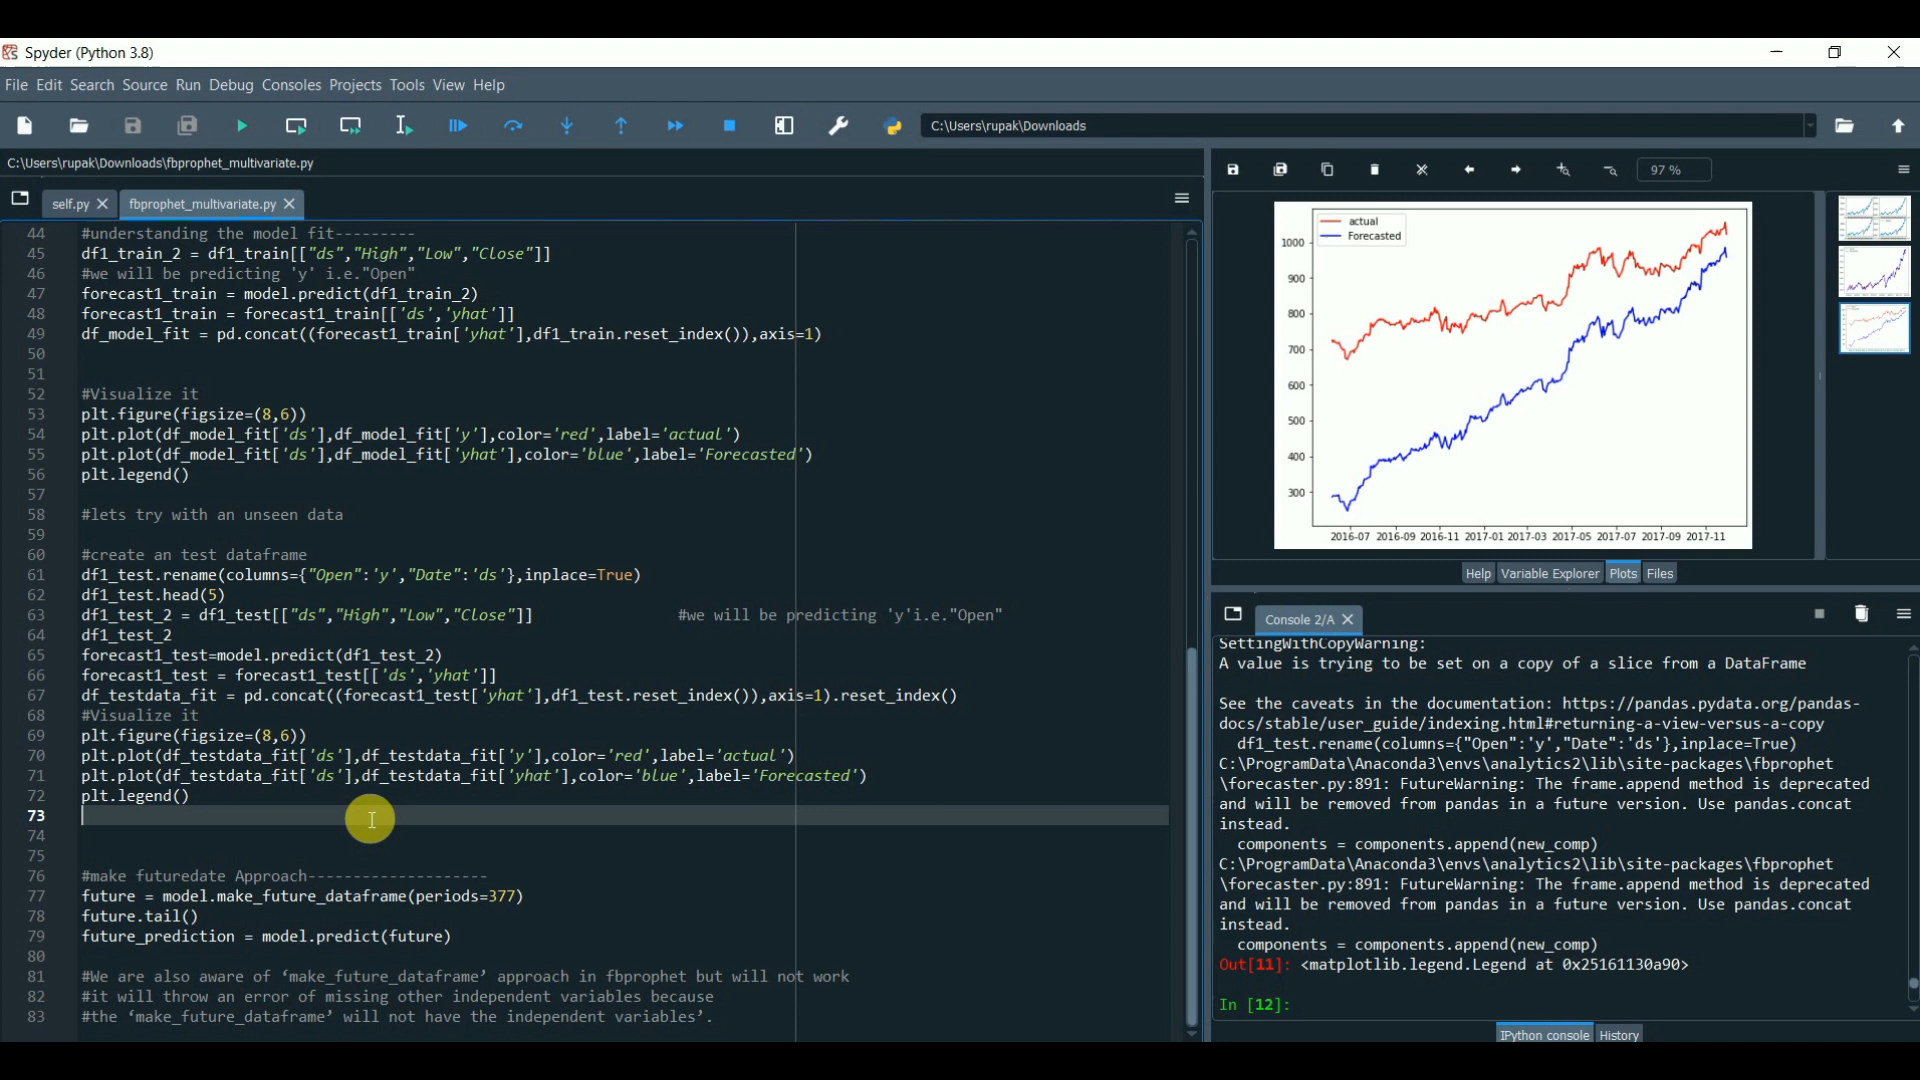 Spyder (Python 3.8)
File Edit Search Source Run Debug Consoles Projects Tools View Help
C:\Users\rupak\Downloads
C:\Users\rupak\Downloads\fbprophet_multivariate.py
self.py
fbprophet_multivariate.py
44 #understanding the model fit---------
45 df1_train_2 = df1_train[["ds","High","Low","Close"]]
46 #we will be predicting 'y' i.e."Open"
47 forecast1_train = model.predict(df1_train_2)
48 forecast1_train = forecast1_train[['ds','yhat']]
49 df_model_fit = pd.concat((forecast1_train['yhat'],df1_train.reset_index()),axis=1)
50
51
52 #Visualize it
53 plt.figure(figsize=(8,6))
54 plt.plot(df_model_fit['ds'],df_model_fit['y'],color='red',label='actual')
55 plt.plot(df_model_fit['ds'],df_model_fit['yhat'],color='blue',label='Forecasted')
56 plt.legend()
57
58 #lets try with an unseen data
59
60 #create an test dataframe
61 df1_test.rename(columns={"Open":'y',"Date":'ds'},inplace=True)
62 df1_test.head(5)
63 df1_test_2 = df1_test[["ds","High","Low","Close"]] #we will be predicting 'y'i.e."Open"
64 df1_test_2
65 forecast1_test=model.predict(df1_test_2)
66 forecast1_test = forecast1_test[['ds','yhat']]
67 df_testdata_fit = pd.concat((forecast1_test['yhat'],df1_test.reset_index()),axis=1).reset_index()
68 #Visualize it
69 plt.figure(figsize=(8,6))
70 plt.plot(df_testdata_fit['ds'],df_testdata_fit['y'],color='red',label='actual')
71 plt.plot(df_testdata_fit['ds'],df_testdata_fit['yhat'],color='blue',label='Forecasted')
72 plt.legend()
73
74
75
76 #make futuredate Approach--------------------
77 future = model.make_future_dataframe(periods=377)
78 future.tail()
79 future_prediction = model.predict(future)
80
81 #We are also aware of ‘make_future_dataframe’ approach in fbprophet but will not work
82 #it will throw an error of missing other independent variables because
83 #the ‘make_future_dataframe’ will not have the independent variables’.
97 %
actual
Forecasted
1000
900
800
700
600
500
400
300
2016-07 2016-09 2016-11 2017-01 2017-03 2017-05 2017-07 2017-09 2017-11
Help Variable Explorer Plots Files
Console 2/A
SettingWithCopyWarning:
A value is trying to be set on a copy of a slice from a DataFrame
See the caveats in the documentation: https://pandas.pydata.org/pandas-
docs/stable/user_guide/indexing.html#returning-a-view-versus-a-copy
df1_test.rename(columns={"Open":'y',"Date":'ds'},inplace=True)
C:\ProgramData\Anaconda3\envs\analytics2\lib\site-packages\fbprophet
\forecaster.py:891: FutureWarning: The frame.append method is deprecated
and will be removed from pandas in a future version. Use pandas.concat
instead.
components = components.append(new_comp)
C:\ProgramData\Anaconda3\envs\analytics2\lib\site-packages\fbprophet
\forecaster.py:891: FutureWarning: The frame.append method is deprecated
and will be removed from pandas in a future version. Use pandas.concat
instead.
components = components.append(new_comp)
Out[11]: <matplotlib.legend.Legend at 0x25161130a90>
In [12]:
IPython console History